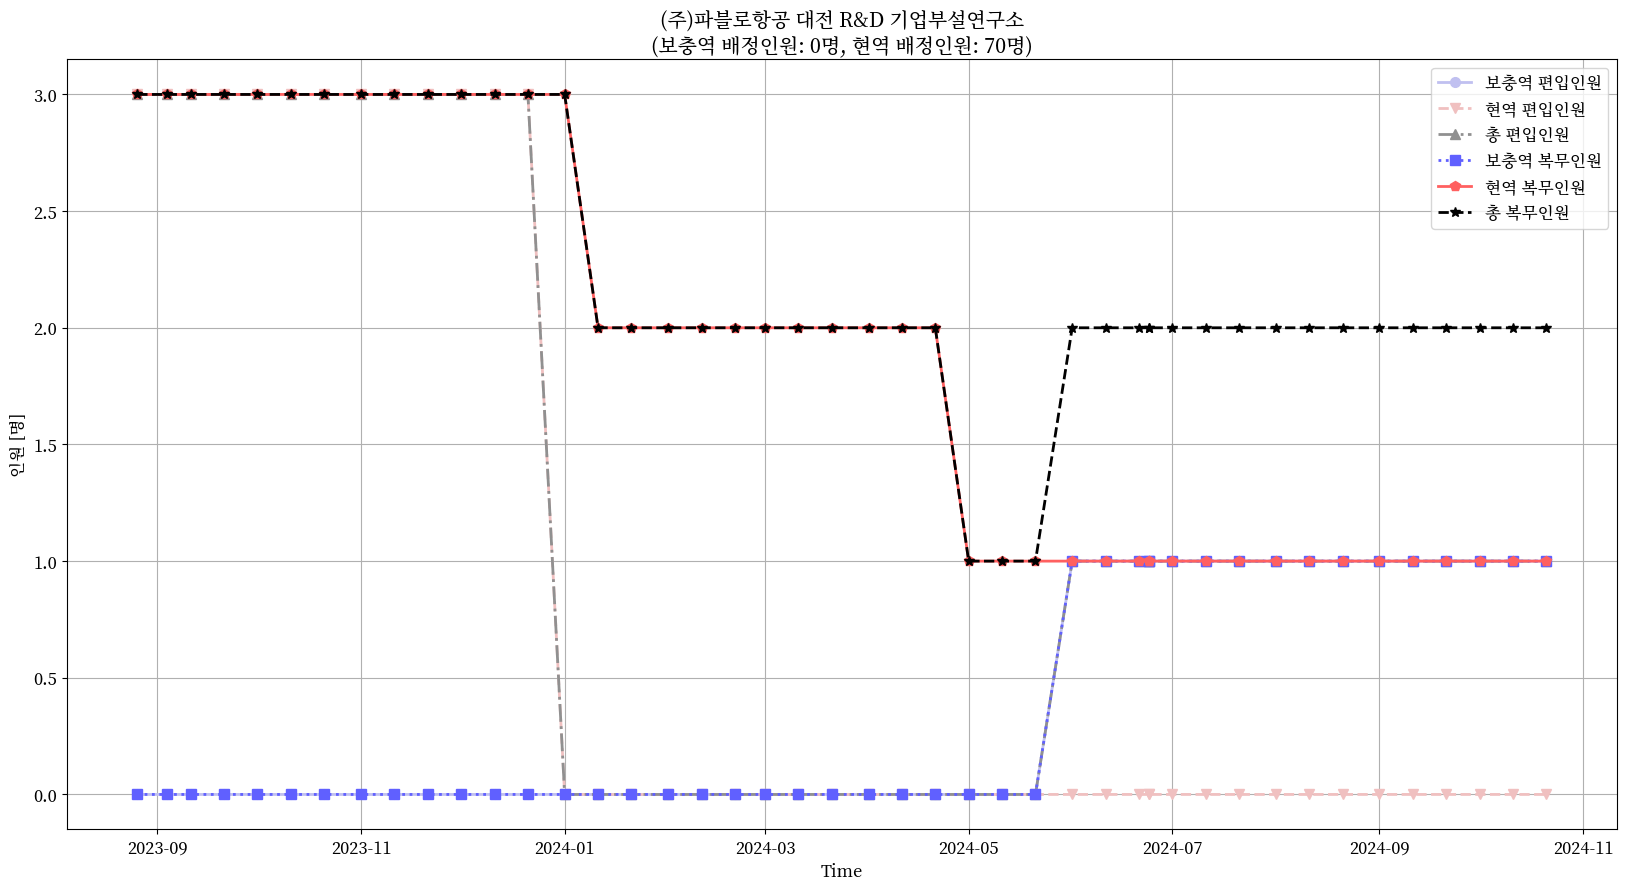 (주)파블로항공 대전 R&D 기업부설연구소
(보충역 배정인원: 0명, 현역 배정인원: 70명)
보충역 편입인원
현역 편입인원
총 편입인원
보충역 복무인원
현역 복무인원
총 복무인원
인원 [명]
3.0
2.5
2.0
1.5
1.0
0.5
0.0
2023-09
2023-11
2024-01
2024-03
2024-05
2024-07
2024-09
2024-11
Time